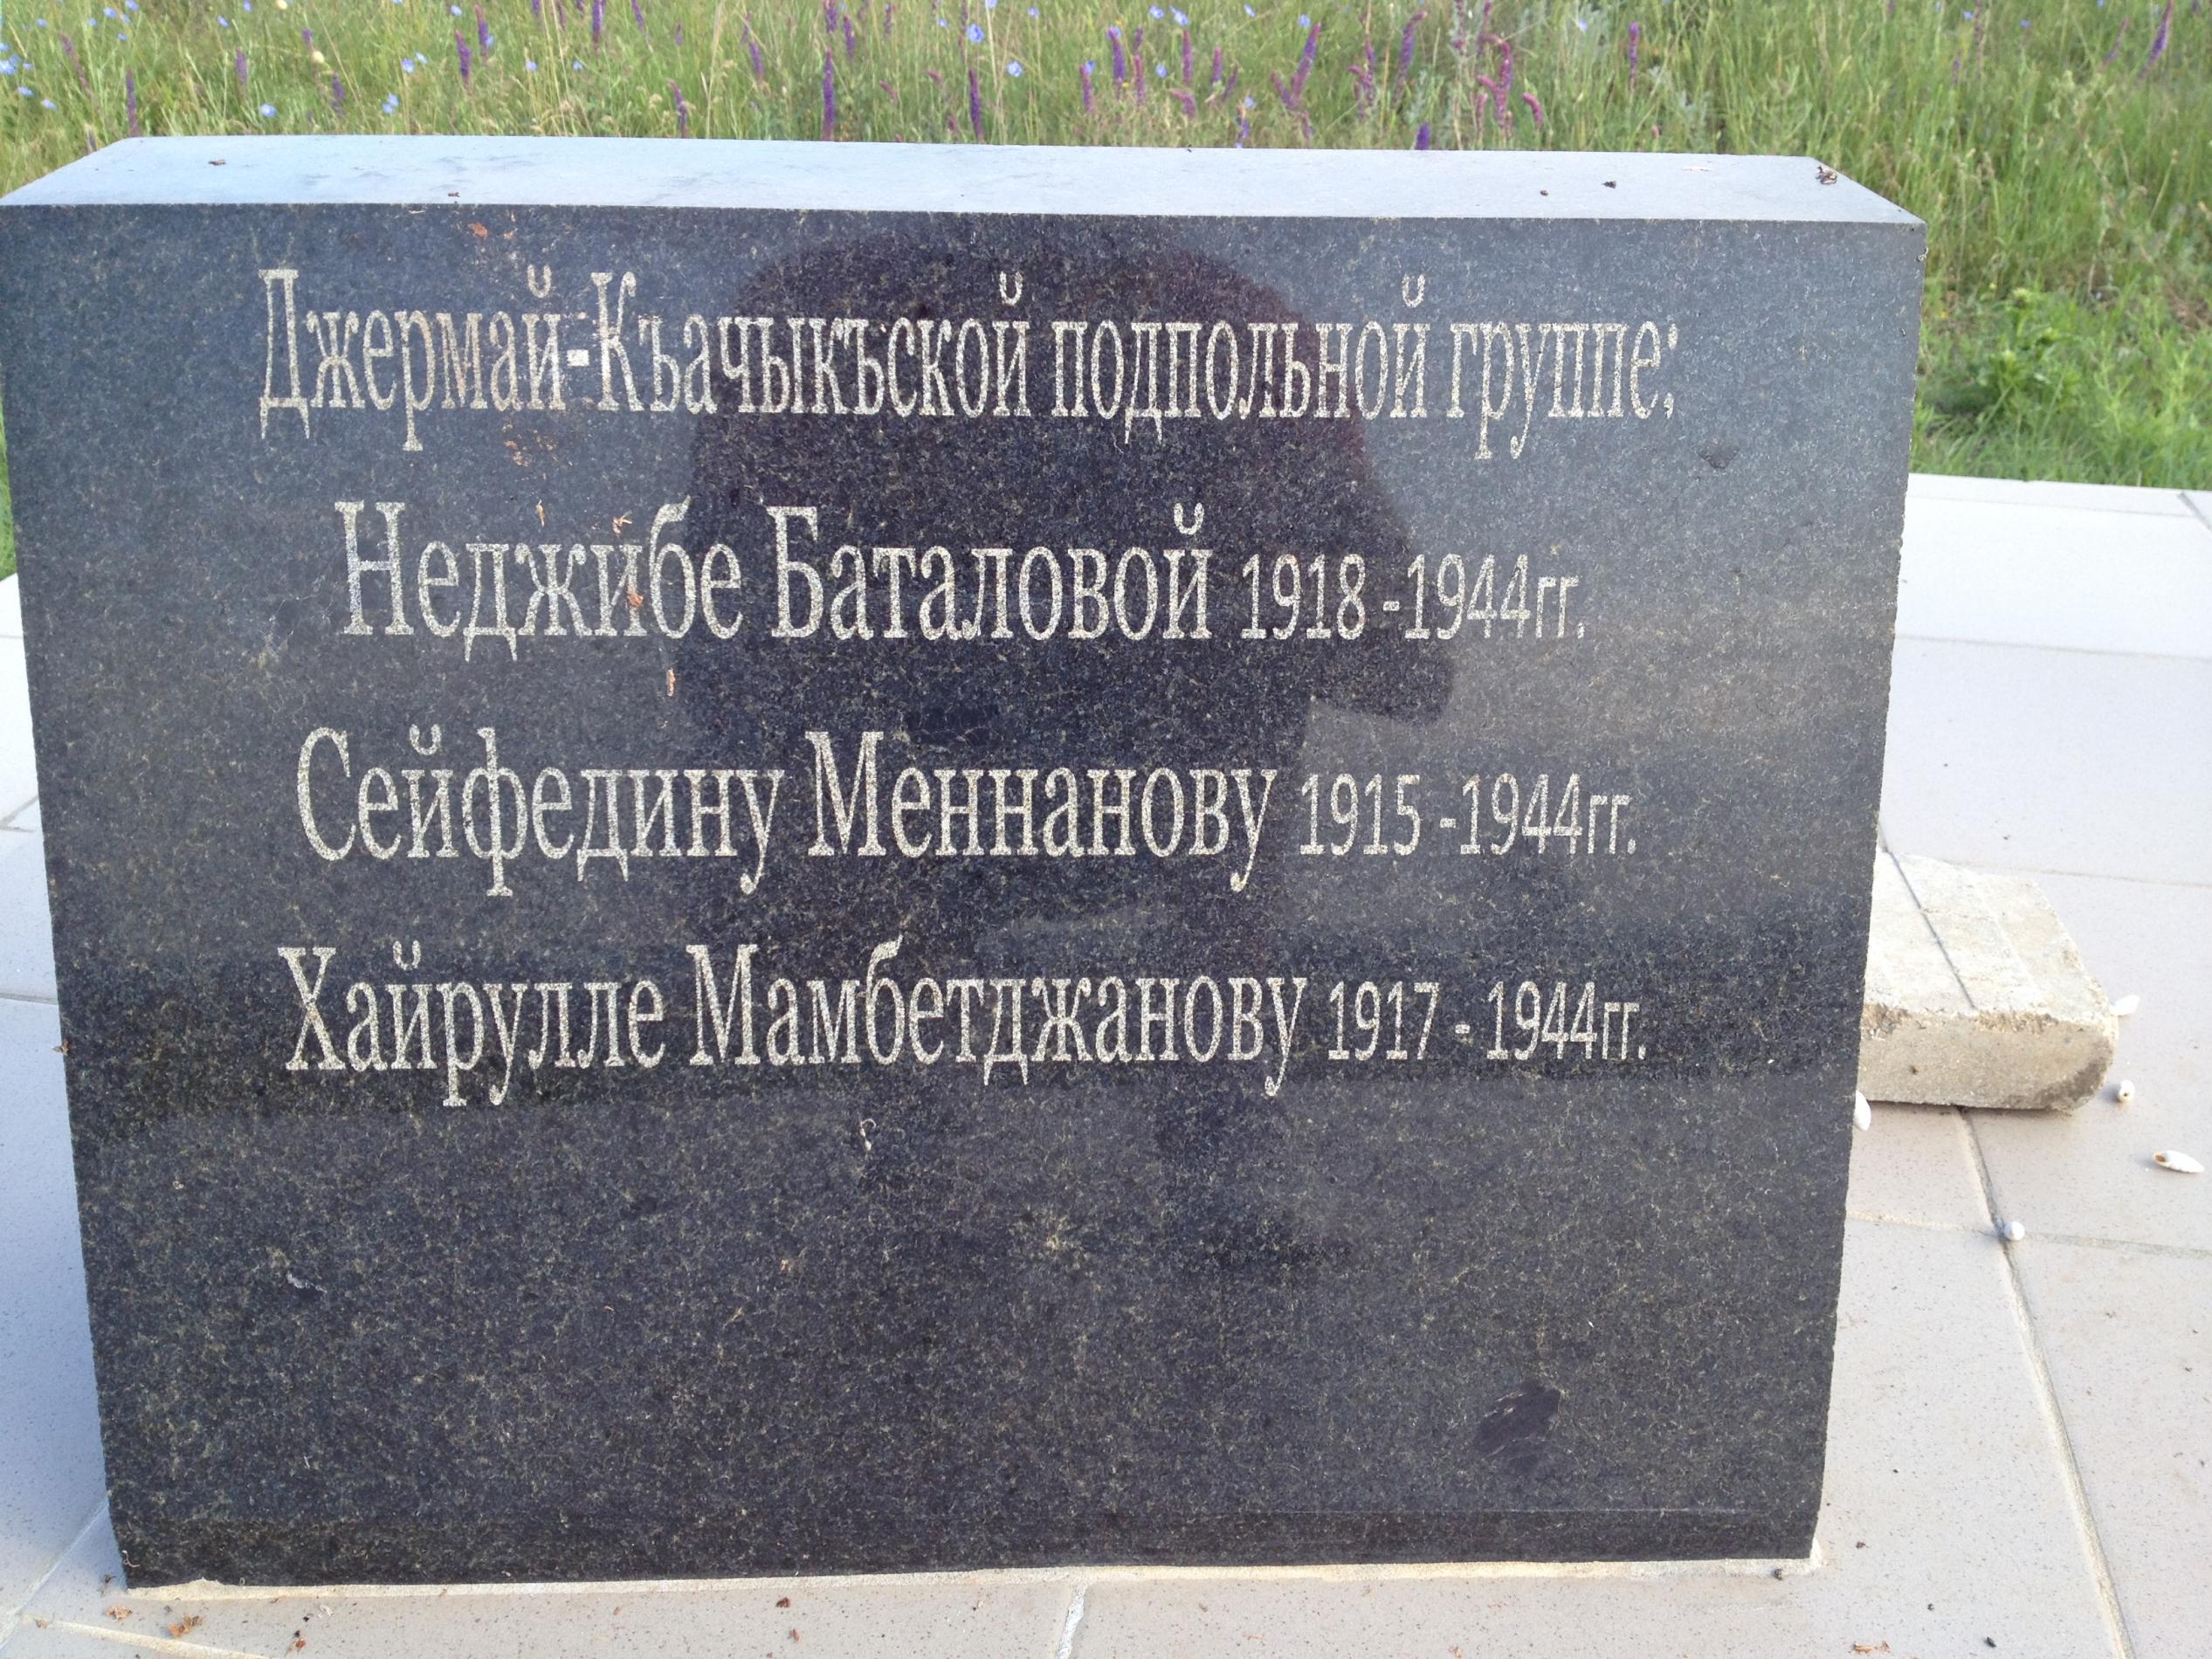 Джермай-Къачыкъской подпольной группе;
Неджибе Баталовой 1918 -1944гг.
Сейфедину Меннанову 1915 -1944гг.
Хайрулле Мамбетджанову 1917 - 1944гг.